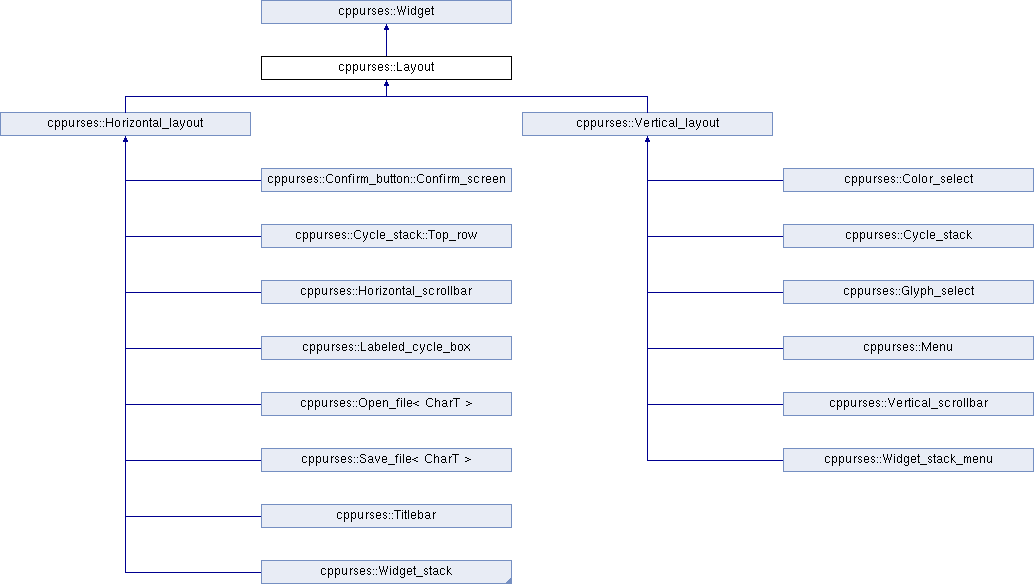 cppurses::Widget
cppurses::Layout
cppurses::Horizontal_layout
cppurses::Vertical_layout
cppurses::Confirm_button::Confirm_screen
cppurses::Color_select
cppurses::Cycle_stack::Top_row
cppurses::Cycle_stack
cppurses::Horizontal_scrollbar
cppurses::Glyph_select
cppurses::Labeled_cycle_box
cppurses::Menu
cppurses::Open_file< CharT >
cppurses::Vertical_scrollbar
cppurses::Save_file< CharT >
cppurses::Widget_stack_menu
cppurses::Titlebar
cppurses::Widget_stack